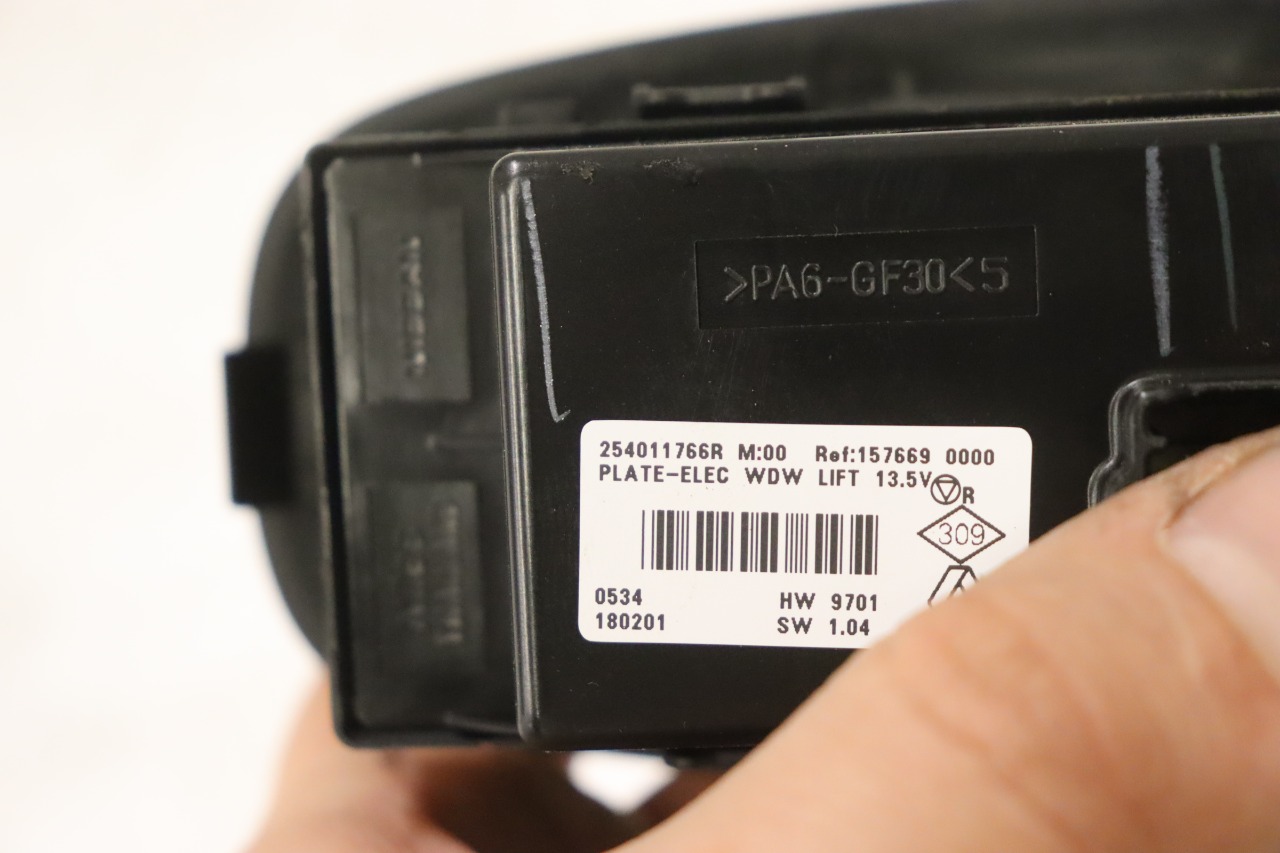 >PA6-GF30<5
254011766R M:00 Ref:157669 0000
PLATE-ELEC WDW LIFT 13.5V
R
309
0534 HW 9701
180201 SW 1.04